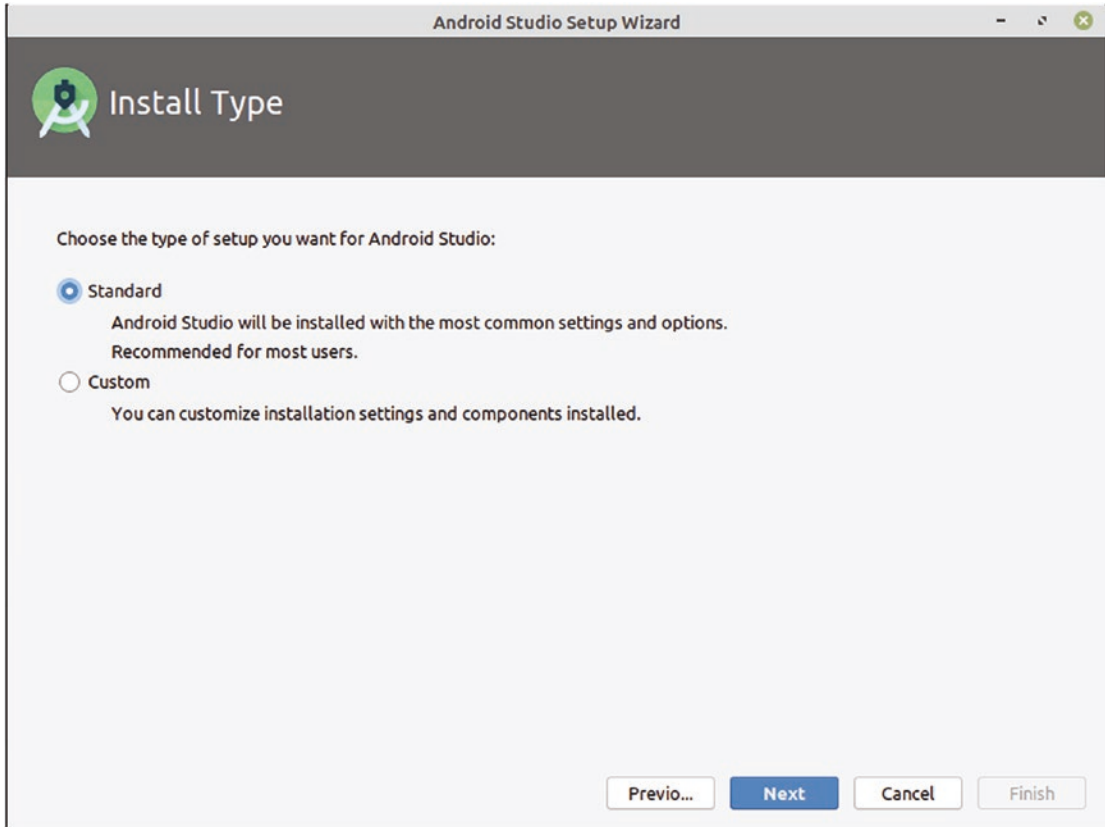 Android Studio Setup Wizard
Install Type
Choose the type of setup you want for Android Studio:
Standard
Android Studio will be installed with the most common settings and options.
Recommended for most users.
Custom
You can customize installation settings and components installed.
Previo... Next Cancel Finish